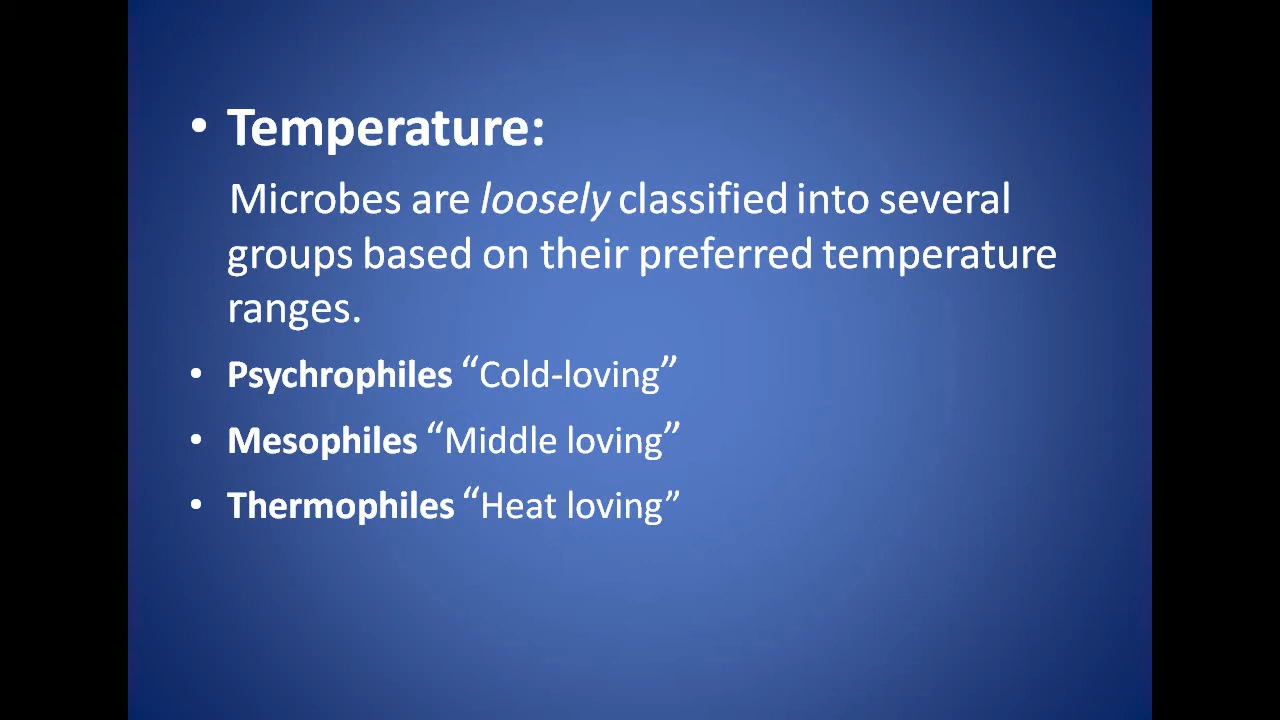 • Temperature:
Microbes are loosely classified into several
groups based on their preferred temperature
ranges.
• Psychrophiles “Cold-loving”
• Mesophiles “Middle loving”
• Thermophiles “Heat loving”